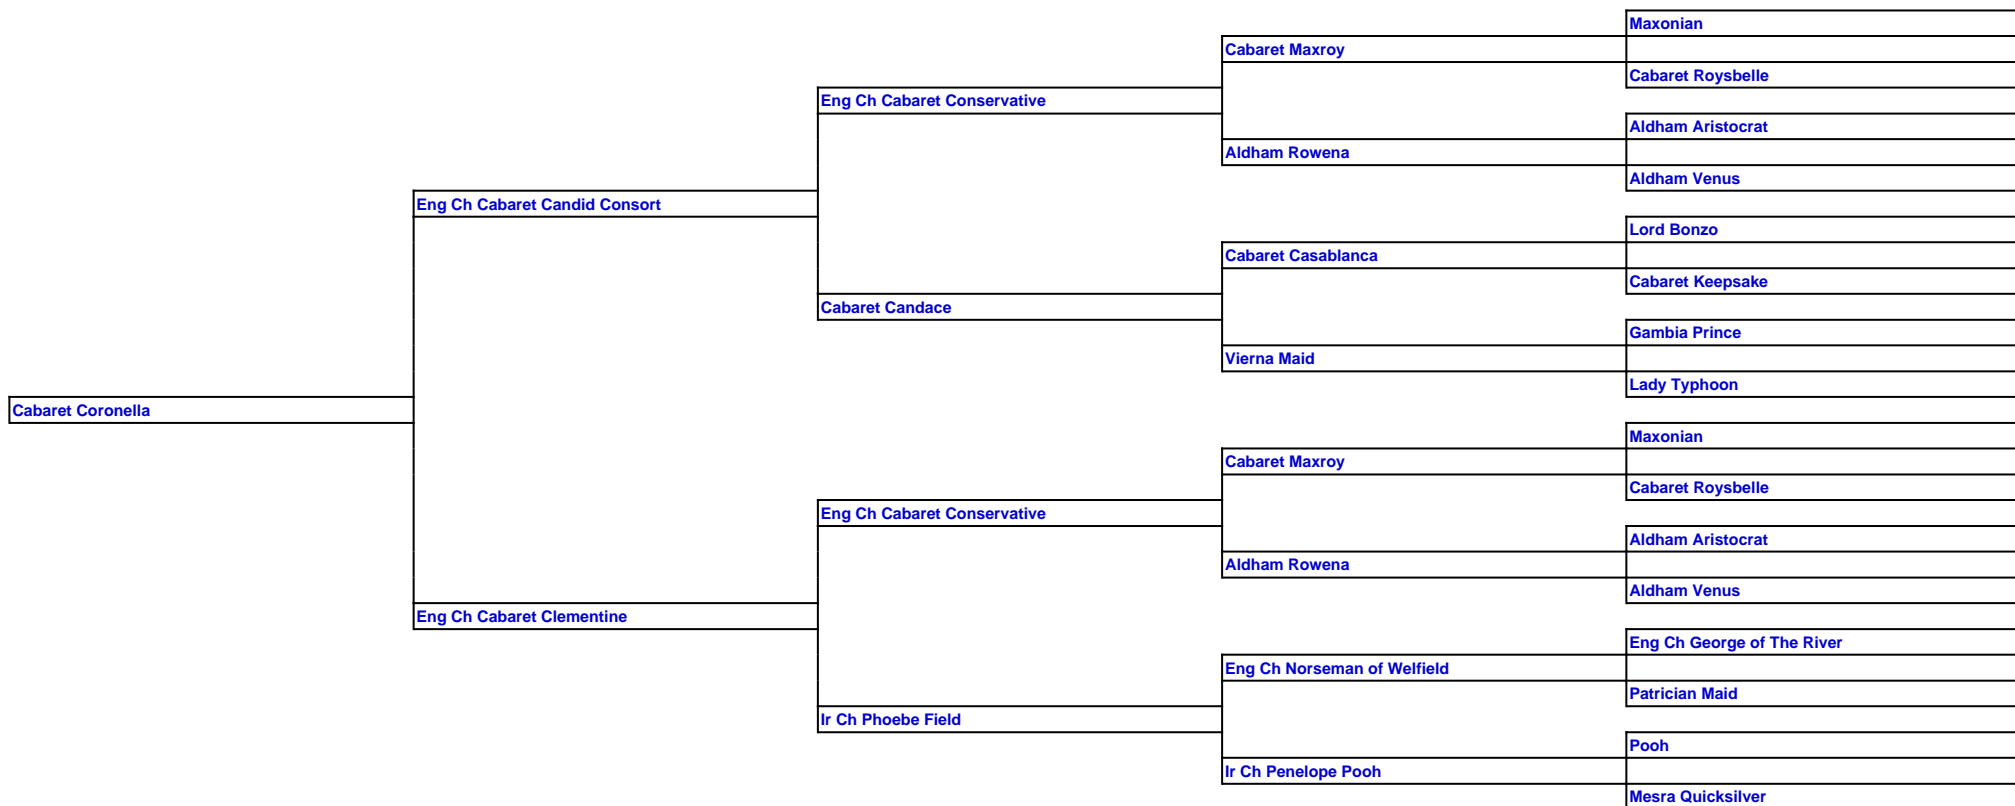 Maxonian
Cabaret Maxroy
Cabaret Roysbelle
Eng Ch Cabaret Conservative
Aldham Aristocrat
Aldham Rowena
Aldham Venus
Eng Ch Cabaret Candid Consort
Lord Bonzo
Cabaret Casablanca
Cabaret Keepsake
Cabaret Candace
Gambia Prince
Vierna Maid
Lady Typhoon
Cabaret Coronella
Maxonian
Cabaret Maxroy
Cabaret Roysbelle
Eng Ch Cabaret Conservative
Aldham Aristocrat
Aldham Rowena
Aldham Venus
Eng Ch Cabaret Clementine
Eng Ch George of The River
Eng Ch Norseman of Welfield
Patrician Maid
Ir Ch Phoebe Field
Pooh
Ir Ch Penelope Pooh
Mesra Quicksilver